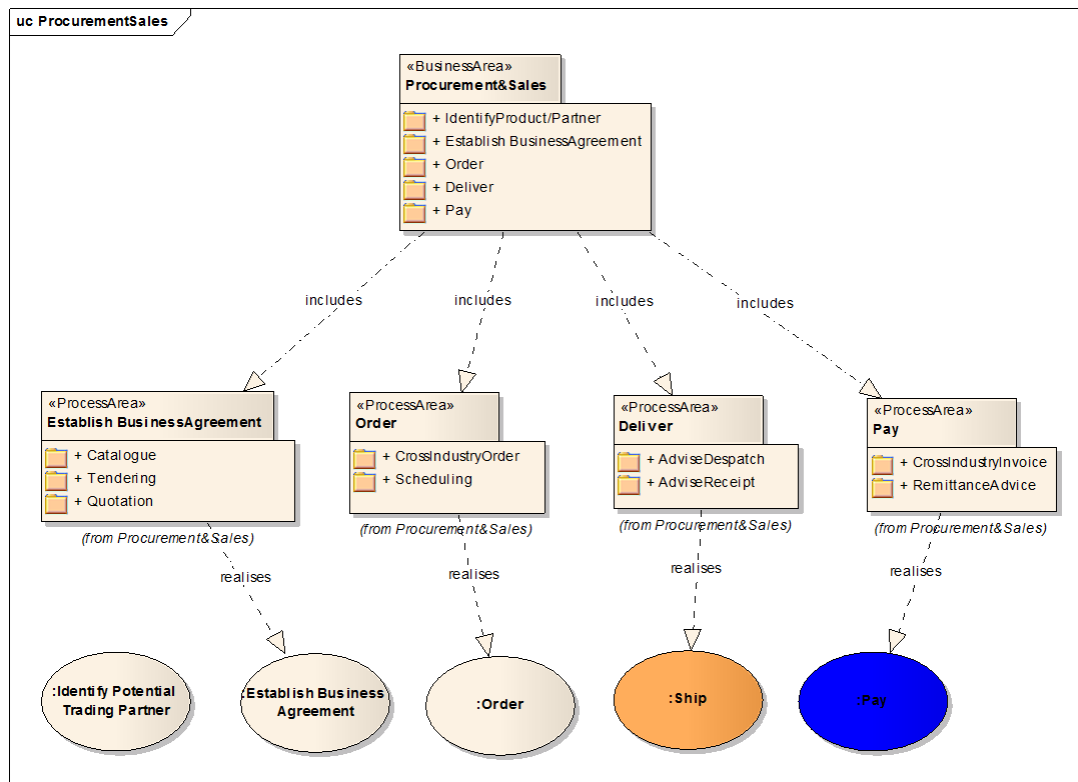 uc ProcurementSales
«BusinessArea»
Procurement&Sales
+ IdentifyProduct/Partner
+ Establish BusinessAgreement
+ Order
+ Deliver
+ Pay
includes
includes
includes
includes
«ProcessArea»
Establish BusinessAgreement
+ Catalogue
+ Tendering
+ Quotation
(from Procurement&Sales)
«ProcessArea»
Order
+ CrossIndustryOrder
+ Scheduling
(from Procurement&Sales)
«ProcessArea»
Deliver
+ AdviseDespatch
+ AdviseReceipt
(from Procurement&Sales)
«ProcessArea»
Pay
+ CrossIndustryInvoice
+ RemittanceAdvice
(from Procurement&Sales)
realises
realises
realises
realises
:Identify Potential
Trading Partner
:Establish Business
Agreement
:Order
:Ship
:Pay